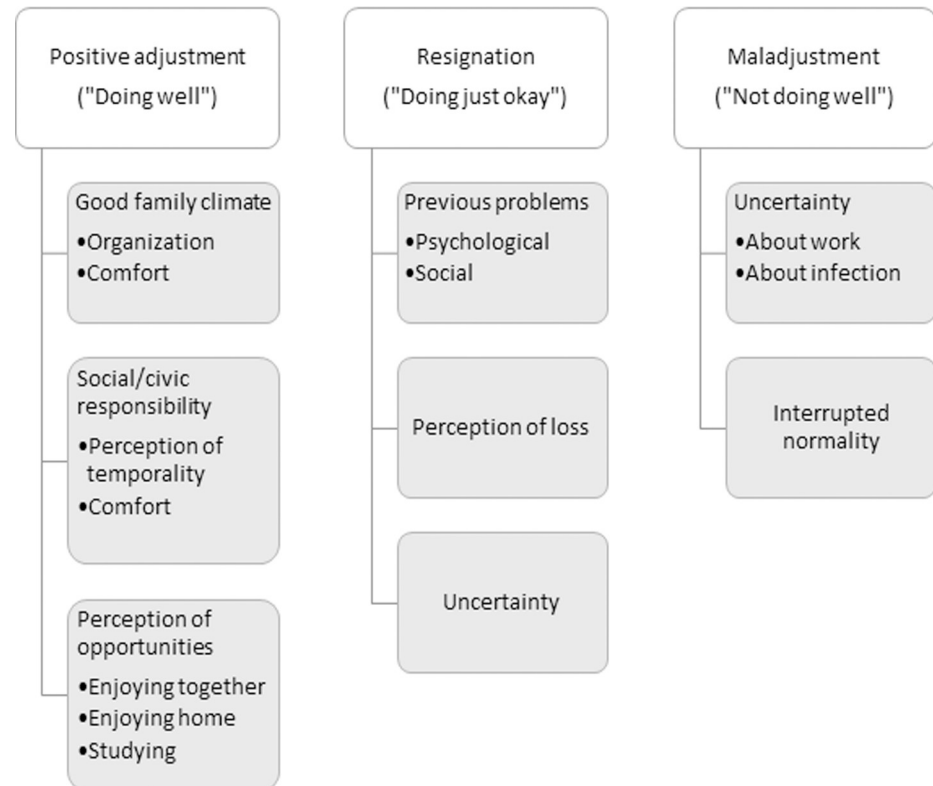 Positive adjustment
("Doing well")
Good family climate
•Organization
•Comfort
Social/civic
responsibility
•Perception of
temporality
•Comfort
Perception of
opportunities
•Enjoying together
•Enjoying home
•Studying
Resignation
("Doing just okay")
Previous problems
•Psychological
•Social
Perception of loss
Uncertainty
Maladjustment
("Not doing well")
Uncertainty
•About work
•About infection
Interrupted
normality